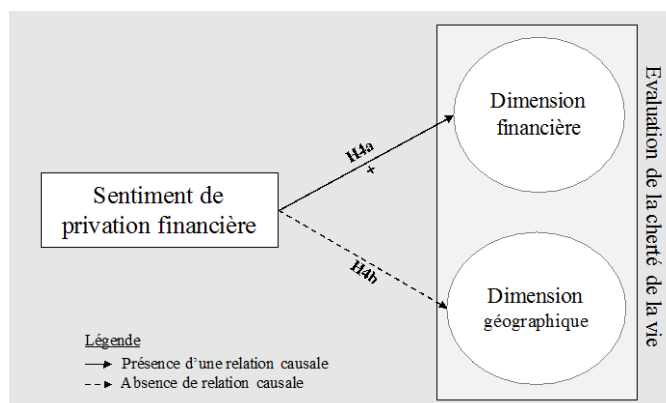 Dimension
financière
H4a
+
Sentiment de
privation financière
H4b
Dimension
géographique
Evaluation de la cherté de la vie
Légende
Présence d'une relation causale
Absence de relation causale